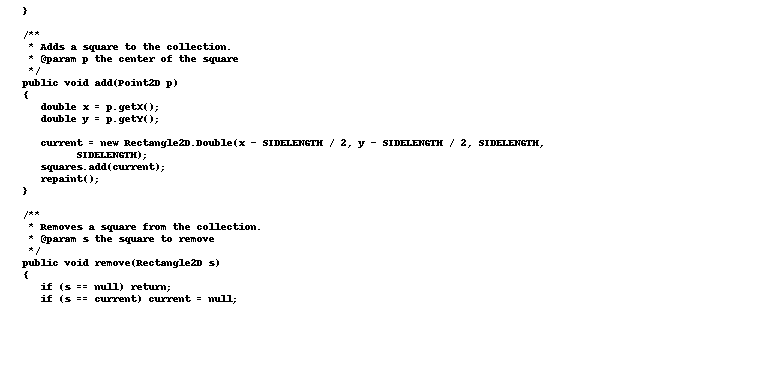 }
/**
 * Adds a square to the collection.
 * @param p the center of the square
 */
public void add(Point2D p)
{
   double x = p.getX();
   double y = p.getY();
   current = new Rectangle2D.Double(x - SIDELENGTH / 2, y - SIDELENGTH / 2, SIDELENGTH,
         SIDELENGTH);
   squares.add(current);
   repaint();
}
/**
 * Removes a square from the collection.
 * @param s the square to remove
 */
public void remove(Rectangle2D s)
{
   if (s == null) return;
   if (s == current) current = null;